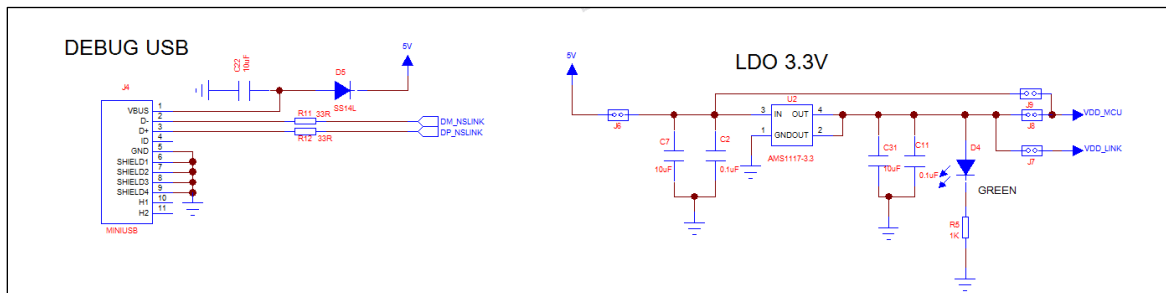 DEBUG USB
LDO 3.3V
C22
10uF
D5
SS14L
5V
J4
VBUS 1
D- 2
D+ 3
ID 4
GND 5
SHIELD1 6
SHIELD2 7
SHIELD3 8
SHIELD4 9
H1 10
H2 11
MINIUSB
R11 33R
R12 33R
DM_NSLINK
DP_NSLINK
5V
J6
C7
10uF
C2
0.1uF
U2
3 IN OUT 4
1 GNDOUT 2
AMS1117-3.3
C31
10uF
C11
0.1uF
D4
GREEN
R5
1K
J9
J8
VDD_MCU
J7
VDD_LINK